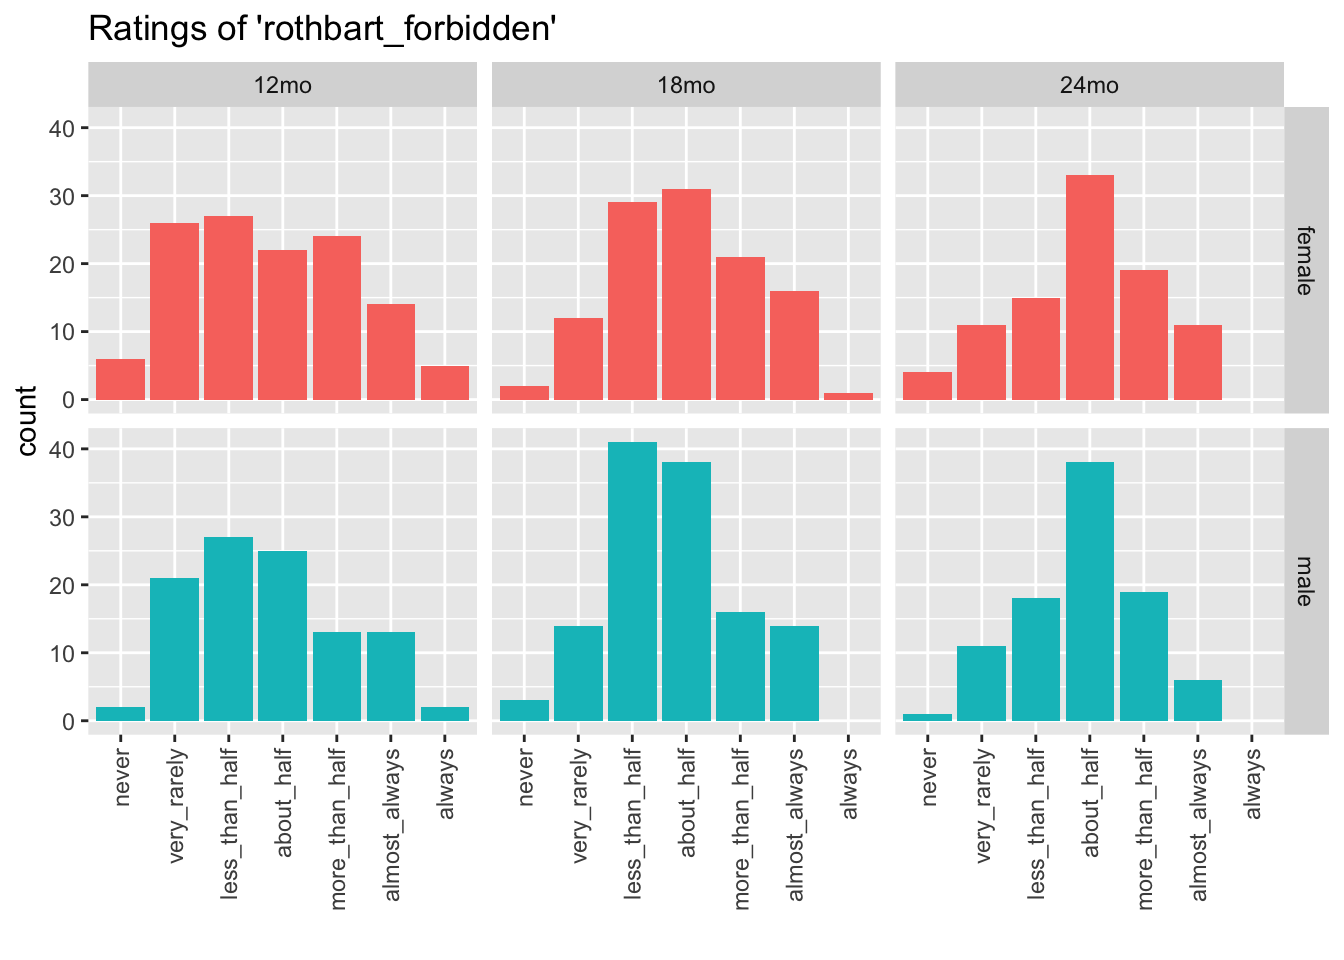 Ratings of 'rothbart_forbidden'
12mo 18mo 24mo
count
40
30
20
10
0
female
40
30
20
10
0
male
never very_rarely less_than_half about_half more_than_half almost_always always
never very_rarely less_than_half about_half more_than_half almost_always always
never very_rarely less_than_half about_half more_than_half almost_always always